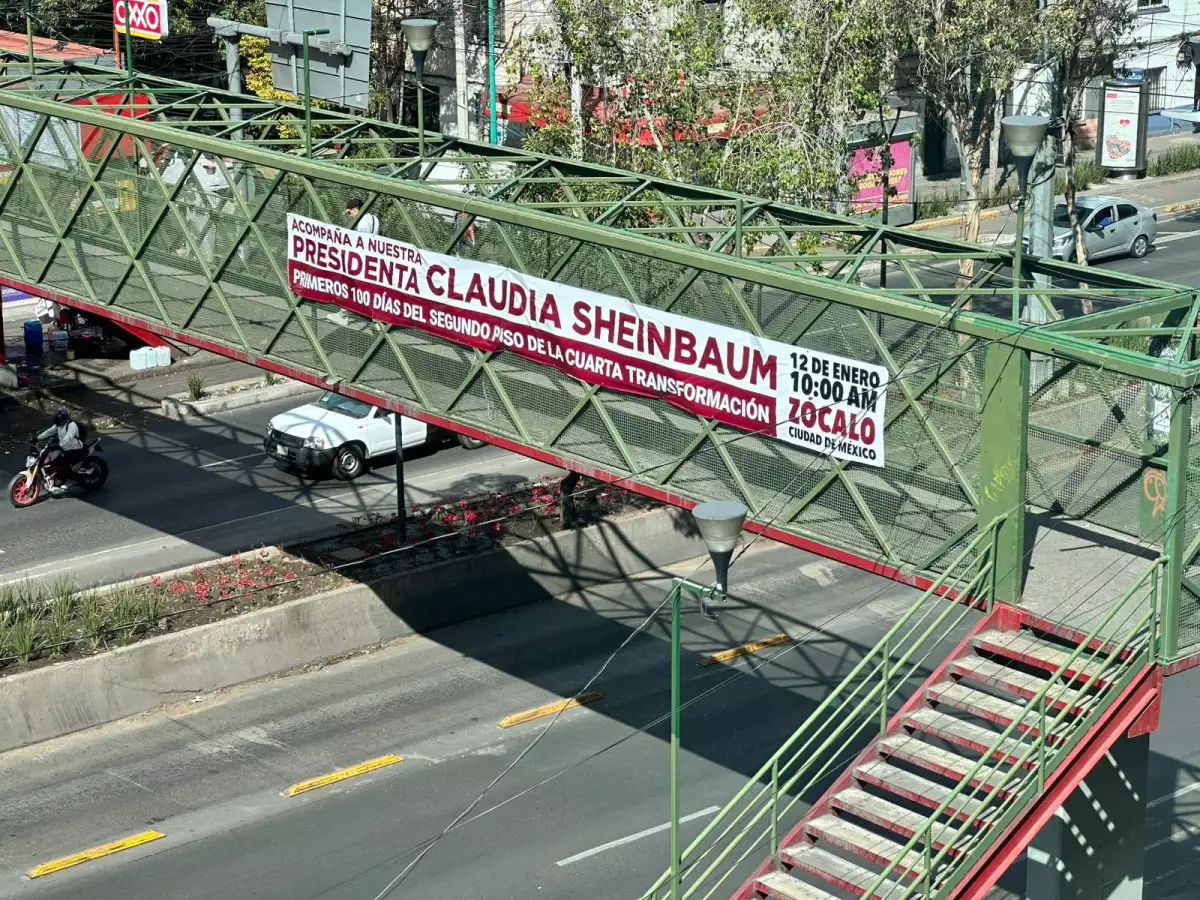 OXXO
ACOMPAÑA A NUESTRA
PRESIDENTA CLAUDIA SHEINBAUM
PRIMEROS 100 DÍAS DEL SEGUNDO PISO DE LA CUARTA TRANSFORMACIÓN
12 DE ENERO
10:00 AM
ZÓCALO
CIUDAD DE MÉXICO